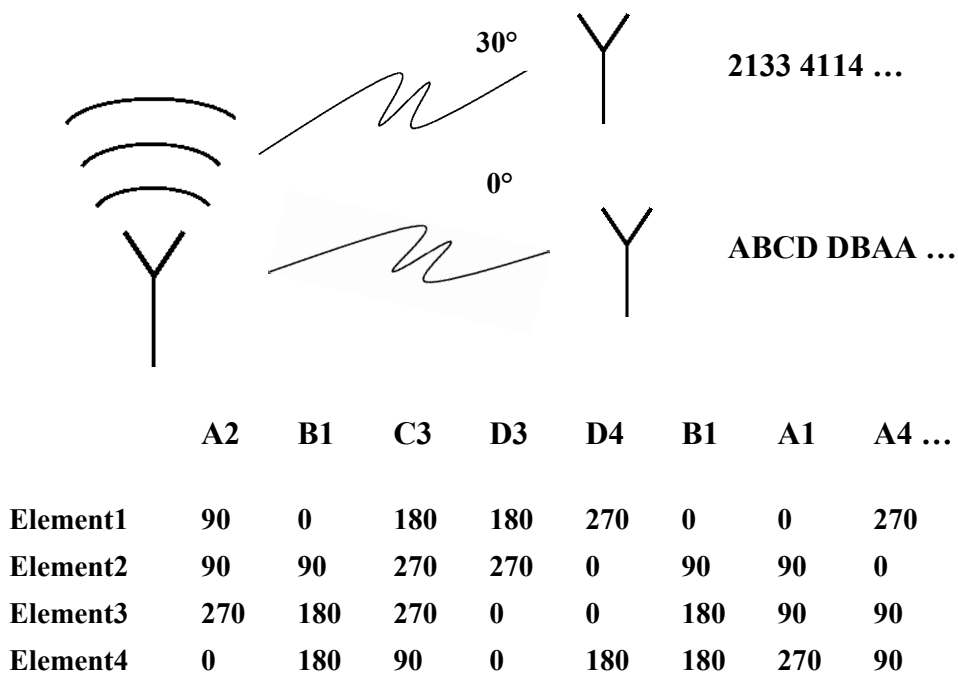 30°
2133 4114 …
0°
ABCD DBAA …
A2 B1 C3 D3 D4 B1 A1 A4 …
Element1 90 0 180 180 270 0 0 270
Element2 90 90 270 270 0 90 90 0
Element3 270 180 270 0 0 180 90 90
Element4 0 180 90 0 180 180 270 90